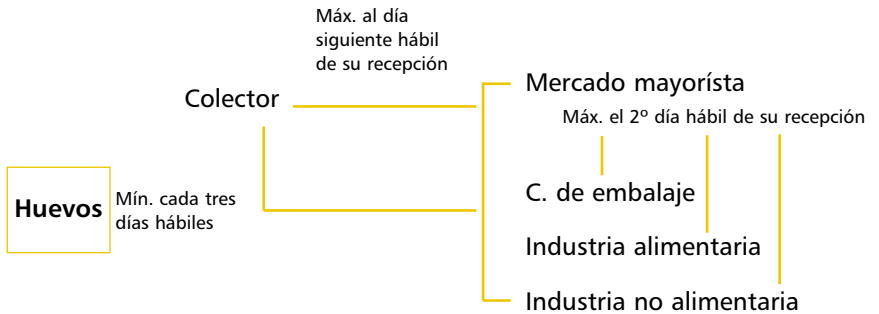 Máx. al día
siguiente hábil
de su recepción
Colector
Mercado mayorísta
Máx. el 2º día hábil de su recepción
Huevos
Mín. cada tres
días hábiles
C. de embalaje
Industria alimentaria
Industria no alimentaria